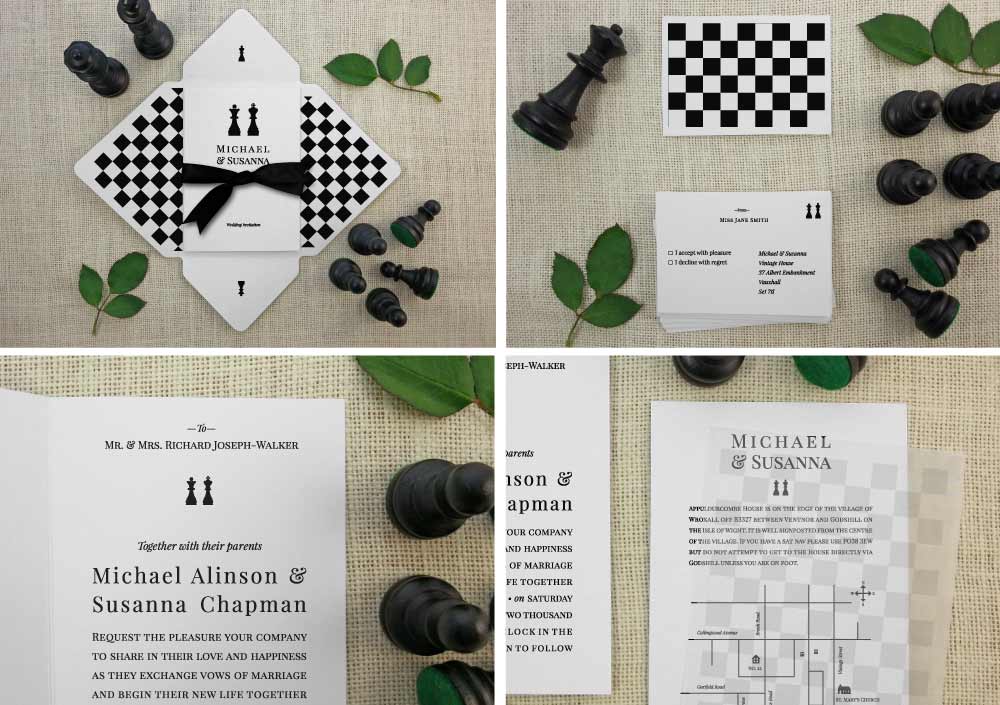 MICHAEL
& SUSANNA
Wedding Invitation
—from—
MISS JANE SMITH
I accept with pleasure
I decline with regret
Michael & Susanna
Vintage House
37 Albert Embankment
Vauxhall
—To—
MR. & MRS. RICHARD JOSEPH-WALKER
Together with their parents
Michael Alinson &
Susanna Chapman
REQUEST THE PLEASURE YOUR COMPANY
TO SHARE IN THEIR LOVE AND HAPPINESS
AS THEY EXCHANGE VOWS OF MARRIAGE
AND BEGIN THEIR NEW LIFE TOGETHER
SEPH-WALKER
parents
nson &
apman
YOUR COMPANY
AND HAPPINESS
OF MARRIAGE
FE TOGETHER
• on SATURDAY
TWO THOUSAND
LOCK IN THE
N TO FOLLOW
MICHAEL
& SUSANNA
APPULDURCOMBE HOUSE IS ON THE EDGE OF THE VILLAGE OF
WROXALL OFF B3327 BETWEEN VENTNOR AND GODSHILL ON
THE ISLE OF WIGHT. IT IS WELL SIGNPOSTED FROM THE CENTRE
OF THE VILLAGE. IF YOU HAVE A SAT NAV PLEASE USE PO38 3EW
BUT DO NOT ATTEMPT TO GET TO THE HOUSE DIRECTLY VIA
GODSHILL UNLESS YOU ARE ON FOOT.
Collingwood Avenue
Vintage Street
Garfield Road
ST. MARY'S CHURCH